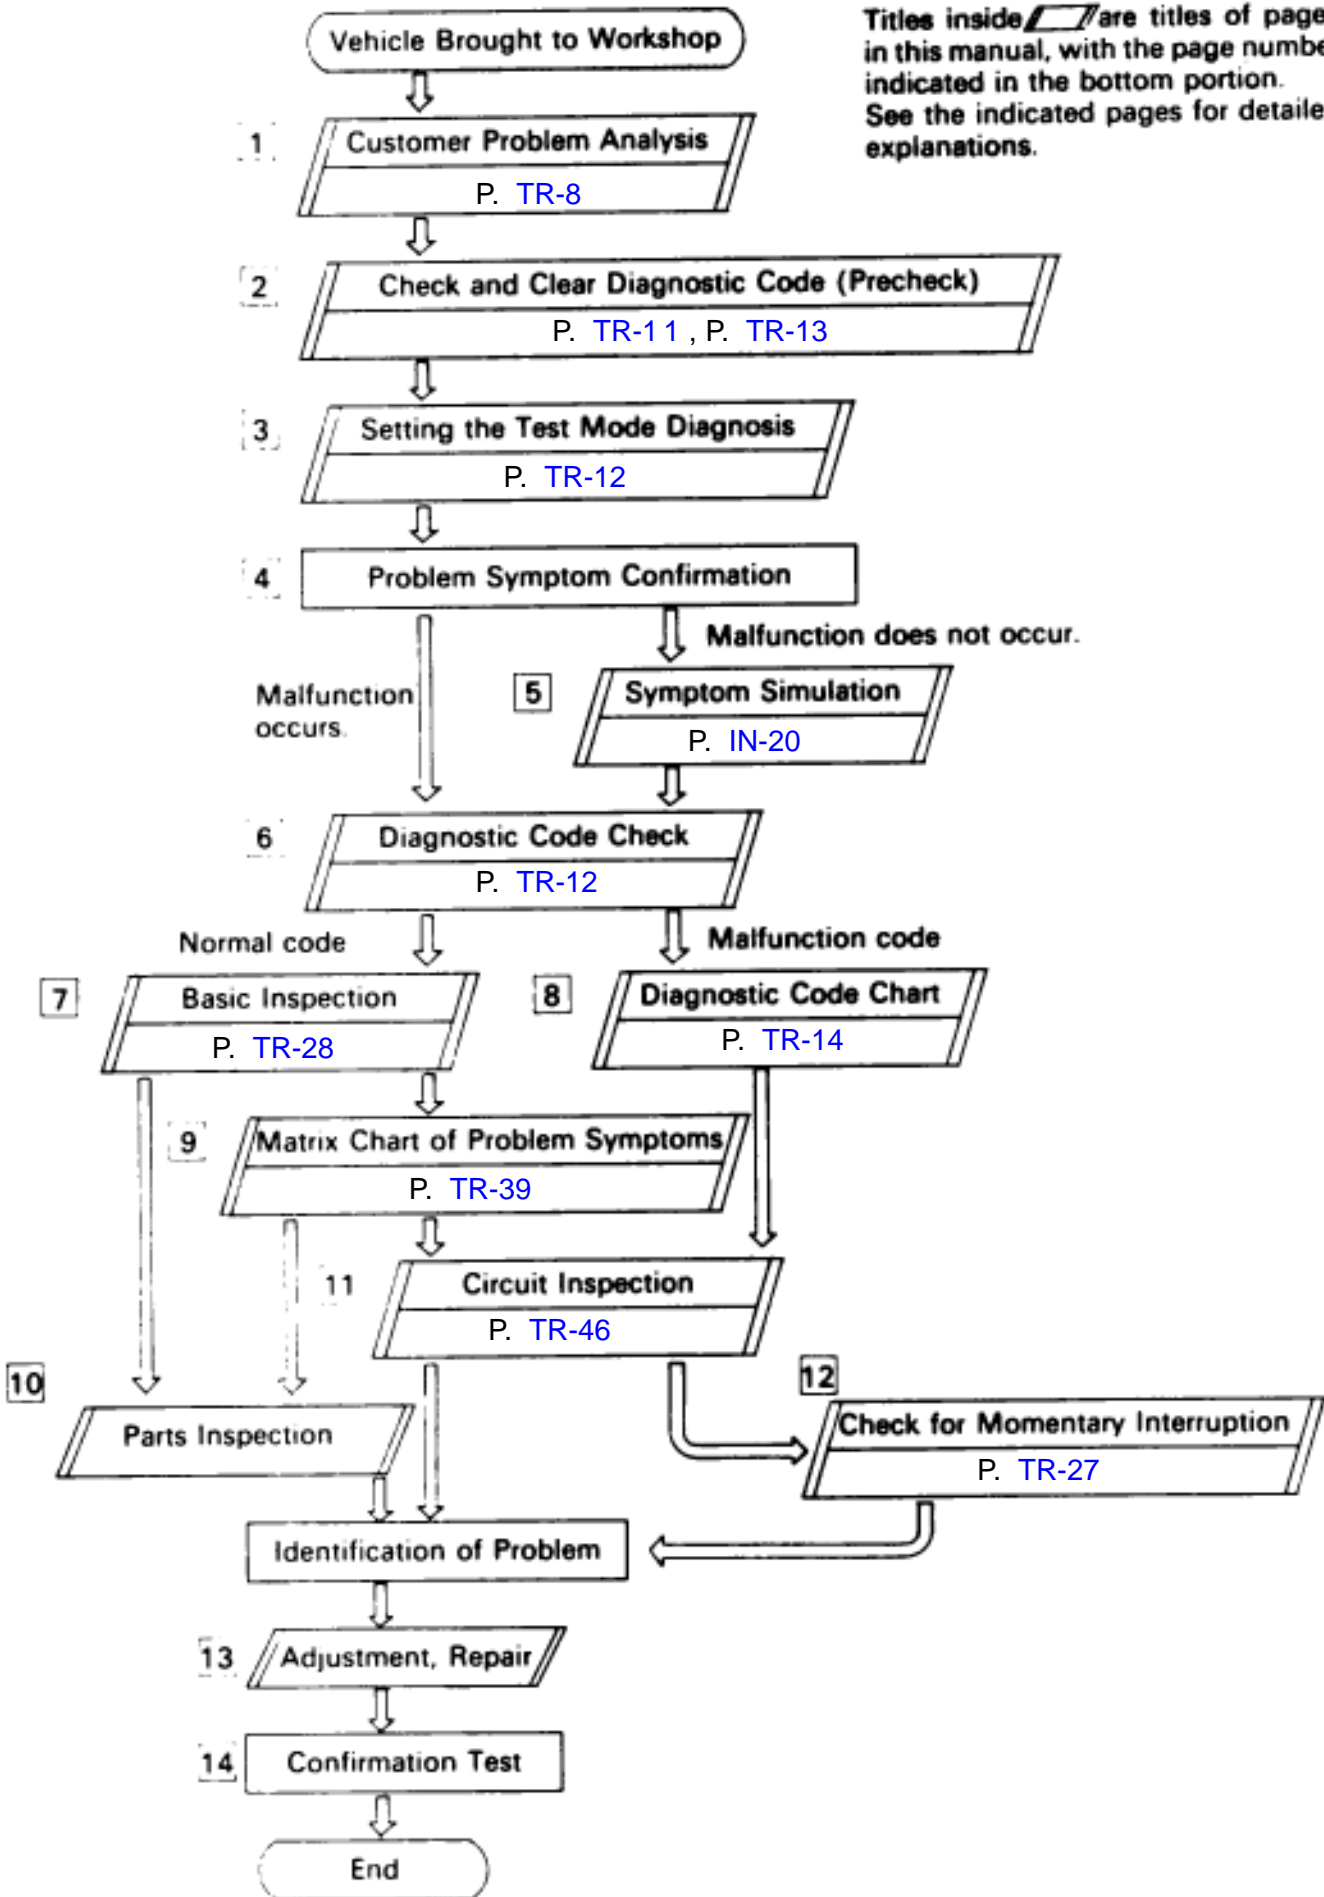 Vehicle Brought to Workshop
Titles inside are titles of page
in this manual, with the page numbe
indicated in the bottom portion.
See the indicated pages for detaile
explanations.
1
Customer Problem Analysis
P. TR-8
2
Check and Clear Diagnostic Code (Precheck)
P. TR-1 1 , P. TR-13
3
Setting the Test Mode Diagnosis
P. TR-12
4
Problem Symptom Confirmation
Malfunction does not occur.
Malfunction
occurs.
5
Symptom Simulation
P. IN-20
6
Diagnostic Code Check
P. TR-12
Normal code
Malfunction code
7
Basic Inspection
P. TR-28
8
Diagnostic Code Chart
P. TR-14
9
Matrix Chart of Problem Symptoms
P. TR-39
11
Circuit Inspection
P. TR-46
10
Parts Inspection
12
Check for Momentary Interruption
P. TR-27
Identification of Problem
13
Adjustment, Repair
14
Confirmation Test
End